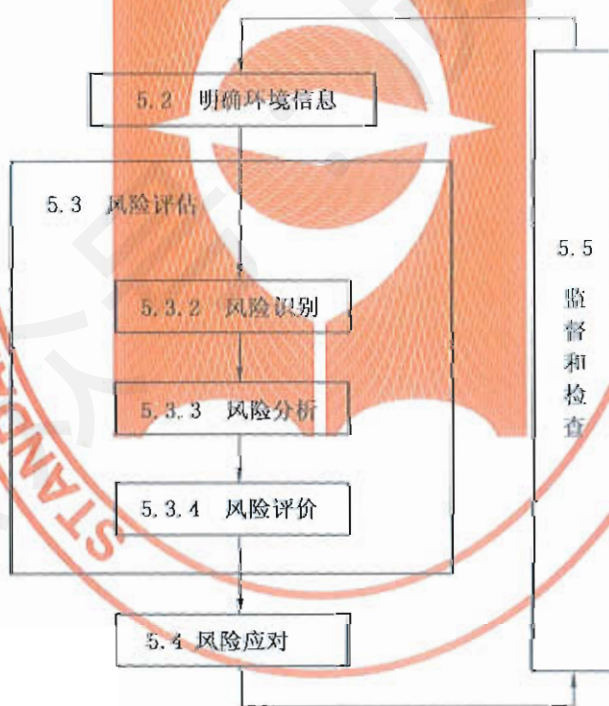 5.2 明确环境信息
5.3 风险评估
5.3.2 风险识别
5.3.3 风险分析
5.3.4 风险评价
5.4 风险应对
5.5
监
督
和
检
查